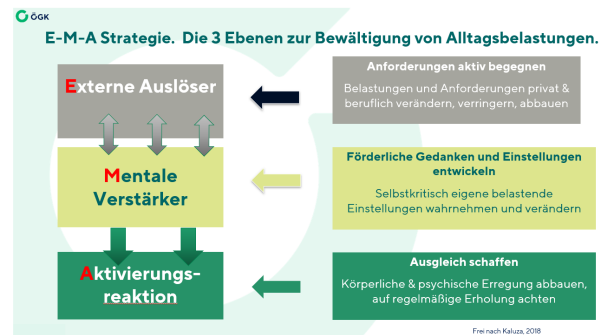 ÖGK
E-M-A Strategie. Die 3 Ebenen zur Bewältigung von Alltagsbelastungen.
Externe Auslöser
Anforderungen aktiv begegnen
Belastungen und Anforderungen privat &
beruflich verändern, verringern, abbauen
Mentale
Verstärker
Förderliche Gedanken und Einstellungen
entwickeln
Selbstkritisch eigene belastende
Einstellungen wahrnehmen und verändern
Aktivierungs-
reaktion
Ausgleich schaffen
Körperliche & psychische Erregung abbauen,
auf regelmäßige Erholung achten
Frei nach Kaluza, 2018